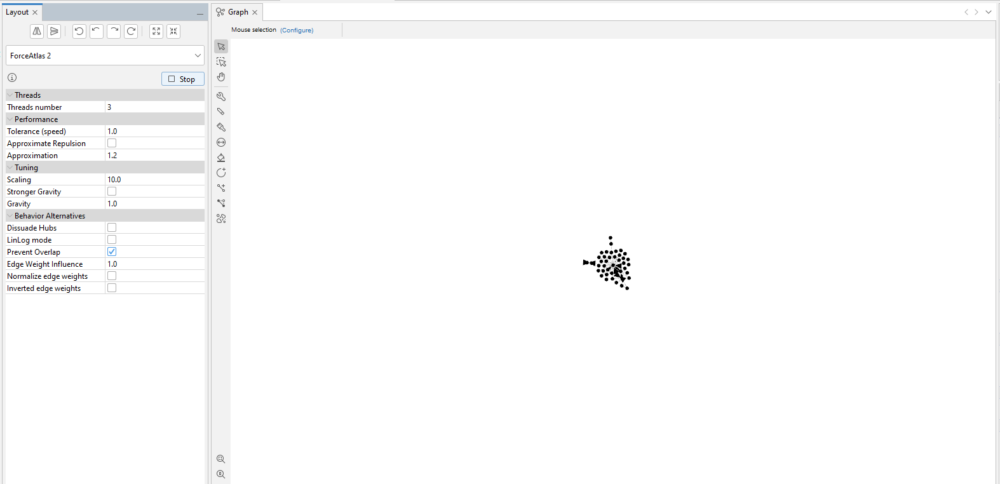 Layout
Graph
Mouse selection (Configure)
ForceAtlas 2
Stop
Threads
Threads number 3
Performance
Tolerance (speed) 1.0
Approximate Repulsion
Approximation 1.2
Tuning
Scaling 10.0
Stronger Gravity
Gravity 1.0
Behavior Alternatives
Dissuade Hubs
LinLog mode
Prevent Overlap
Edge Weight Influence 1.0
Normalize edge weights
Inverted edge weights